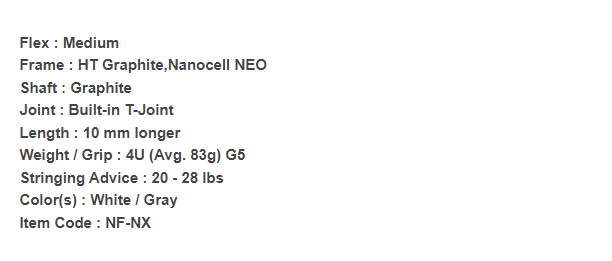 Flex : Medium
Frame : HT Graphite,Nanocell NEO
Shaft : Graphite
Joint : Built-in T-Joint
Length : 10 mm longer
Weight / Grip : 4U (Avg. 83g) G5
Stringing Advice : 20 - 28 lbs
Color(s) : White / Gray
Item Code : NF-NX